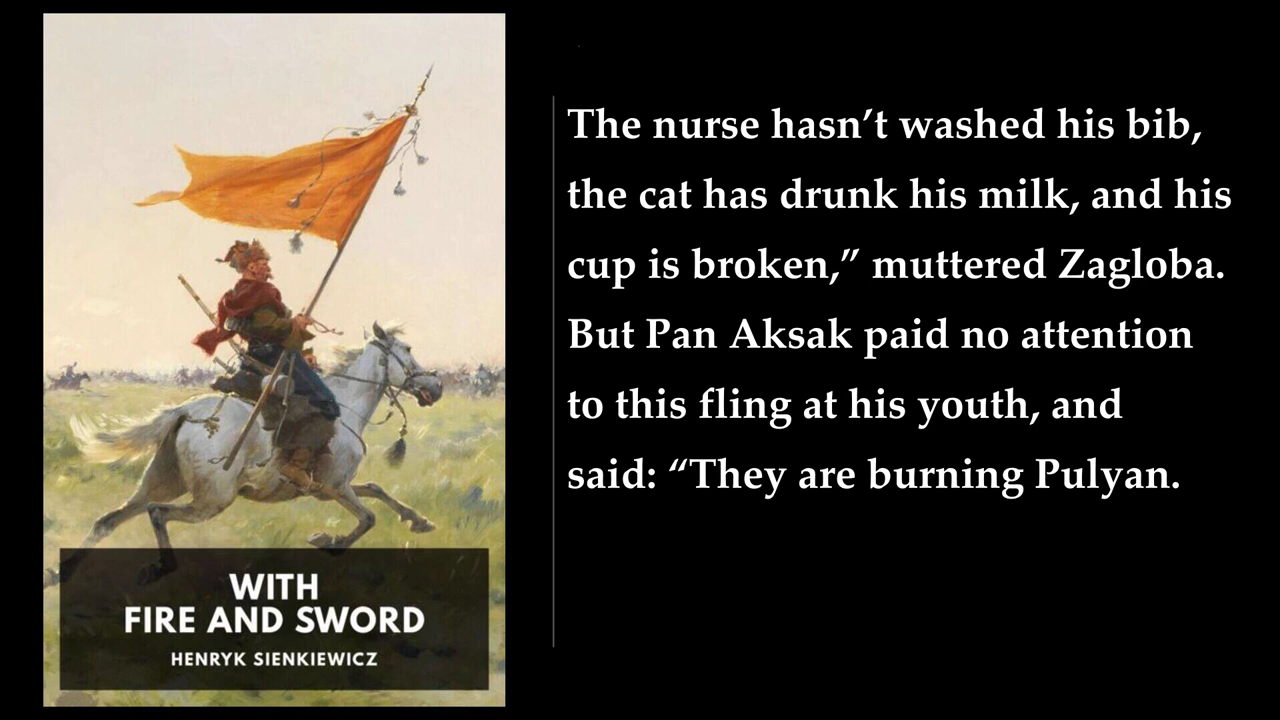 WITH
FIRE AND SWORD
HENRYK SIENKIEWICZ
The nurse hasn’t washed his bib,
the cat has drunk his milk, and his
cup is broken,” muttered Zagloba.
But Pan Aksak paid no attention
to this fling at his youth, and
said: “They are burning Pulyan.